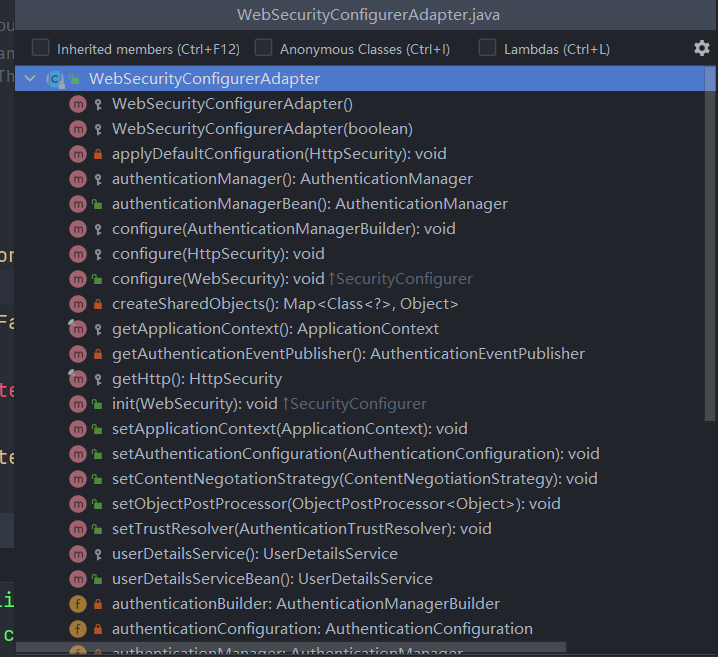 WebSecurityConfigurerAdapter.java
Inherited members (Ctrl+F12) Anonymous Classes (Ctrl+I) Lambdas (Ctrl+L)
WebSecurityConfigurerAdapter
WebSecurityConfigurerAdapter()
WebSecurityConfigurerAdapter(boolean)
applyDefaultConfiguration(HttpSecurity): void
authenticationManager(): AuthenticationManager
authenticationManagerBean(): AuthenticationManager
configure(AuthenticationManagerBuilder): void
configure(HttpSecurity): void
configure(WebSecurity): void ↑SecurityConfigurer
createSharedObjects(): Map<Class<?>, Object>
getApplicationContext(): ApplicationContext
getAuthenticationEventPublisher(): AuthenticationEventPublisher
getHttp(): HttpSecurity
init(WebSecurity): void ↑SecurityConfigurer
setApplicationContext(ApplicationContext): void
setAuthenticationConfiguration(AuthenticationConfiguration): void
setContentNegotationStrategy(ContentNegotiationStrategy): void
setObjectPostProcessor(ObjectPostProcessor<Object>): void
setTrustResolver(AuthenticationTrustResolver): void
userDetailsService(): UserDetailsService
userDetailsServiceBean(): UserDetailsService
authenticationBuilder: AuthenticationManagerBuilder
authenticationConfiguration: AuthenticationConfiguration
authenticationManager: AuthenticationManager